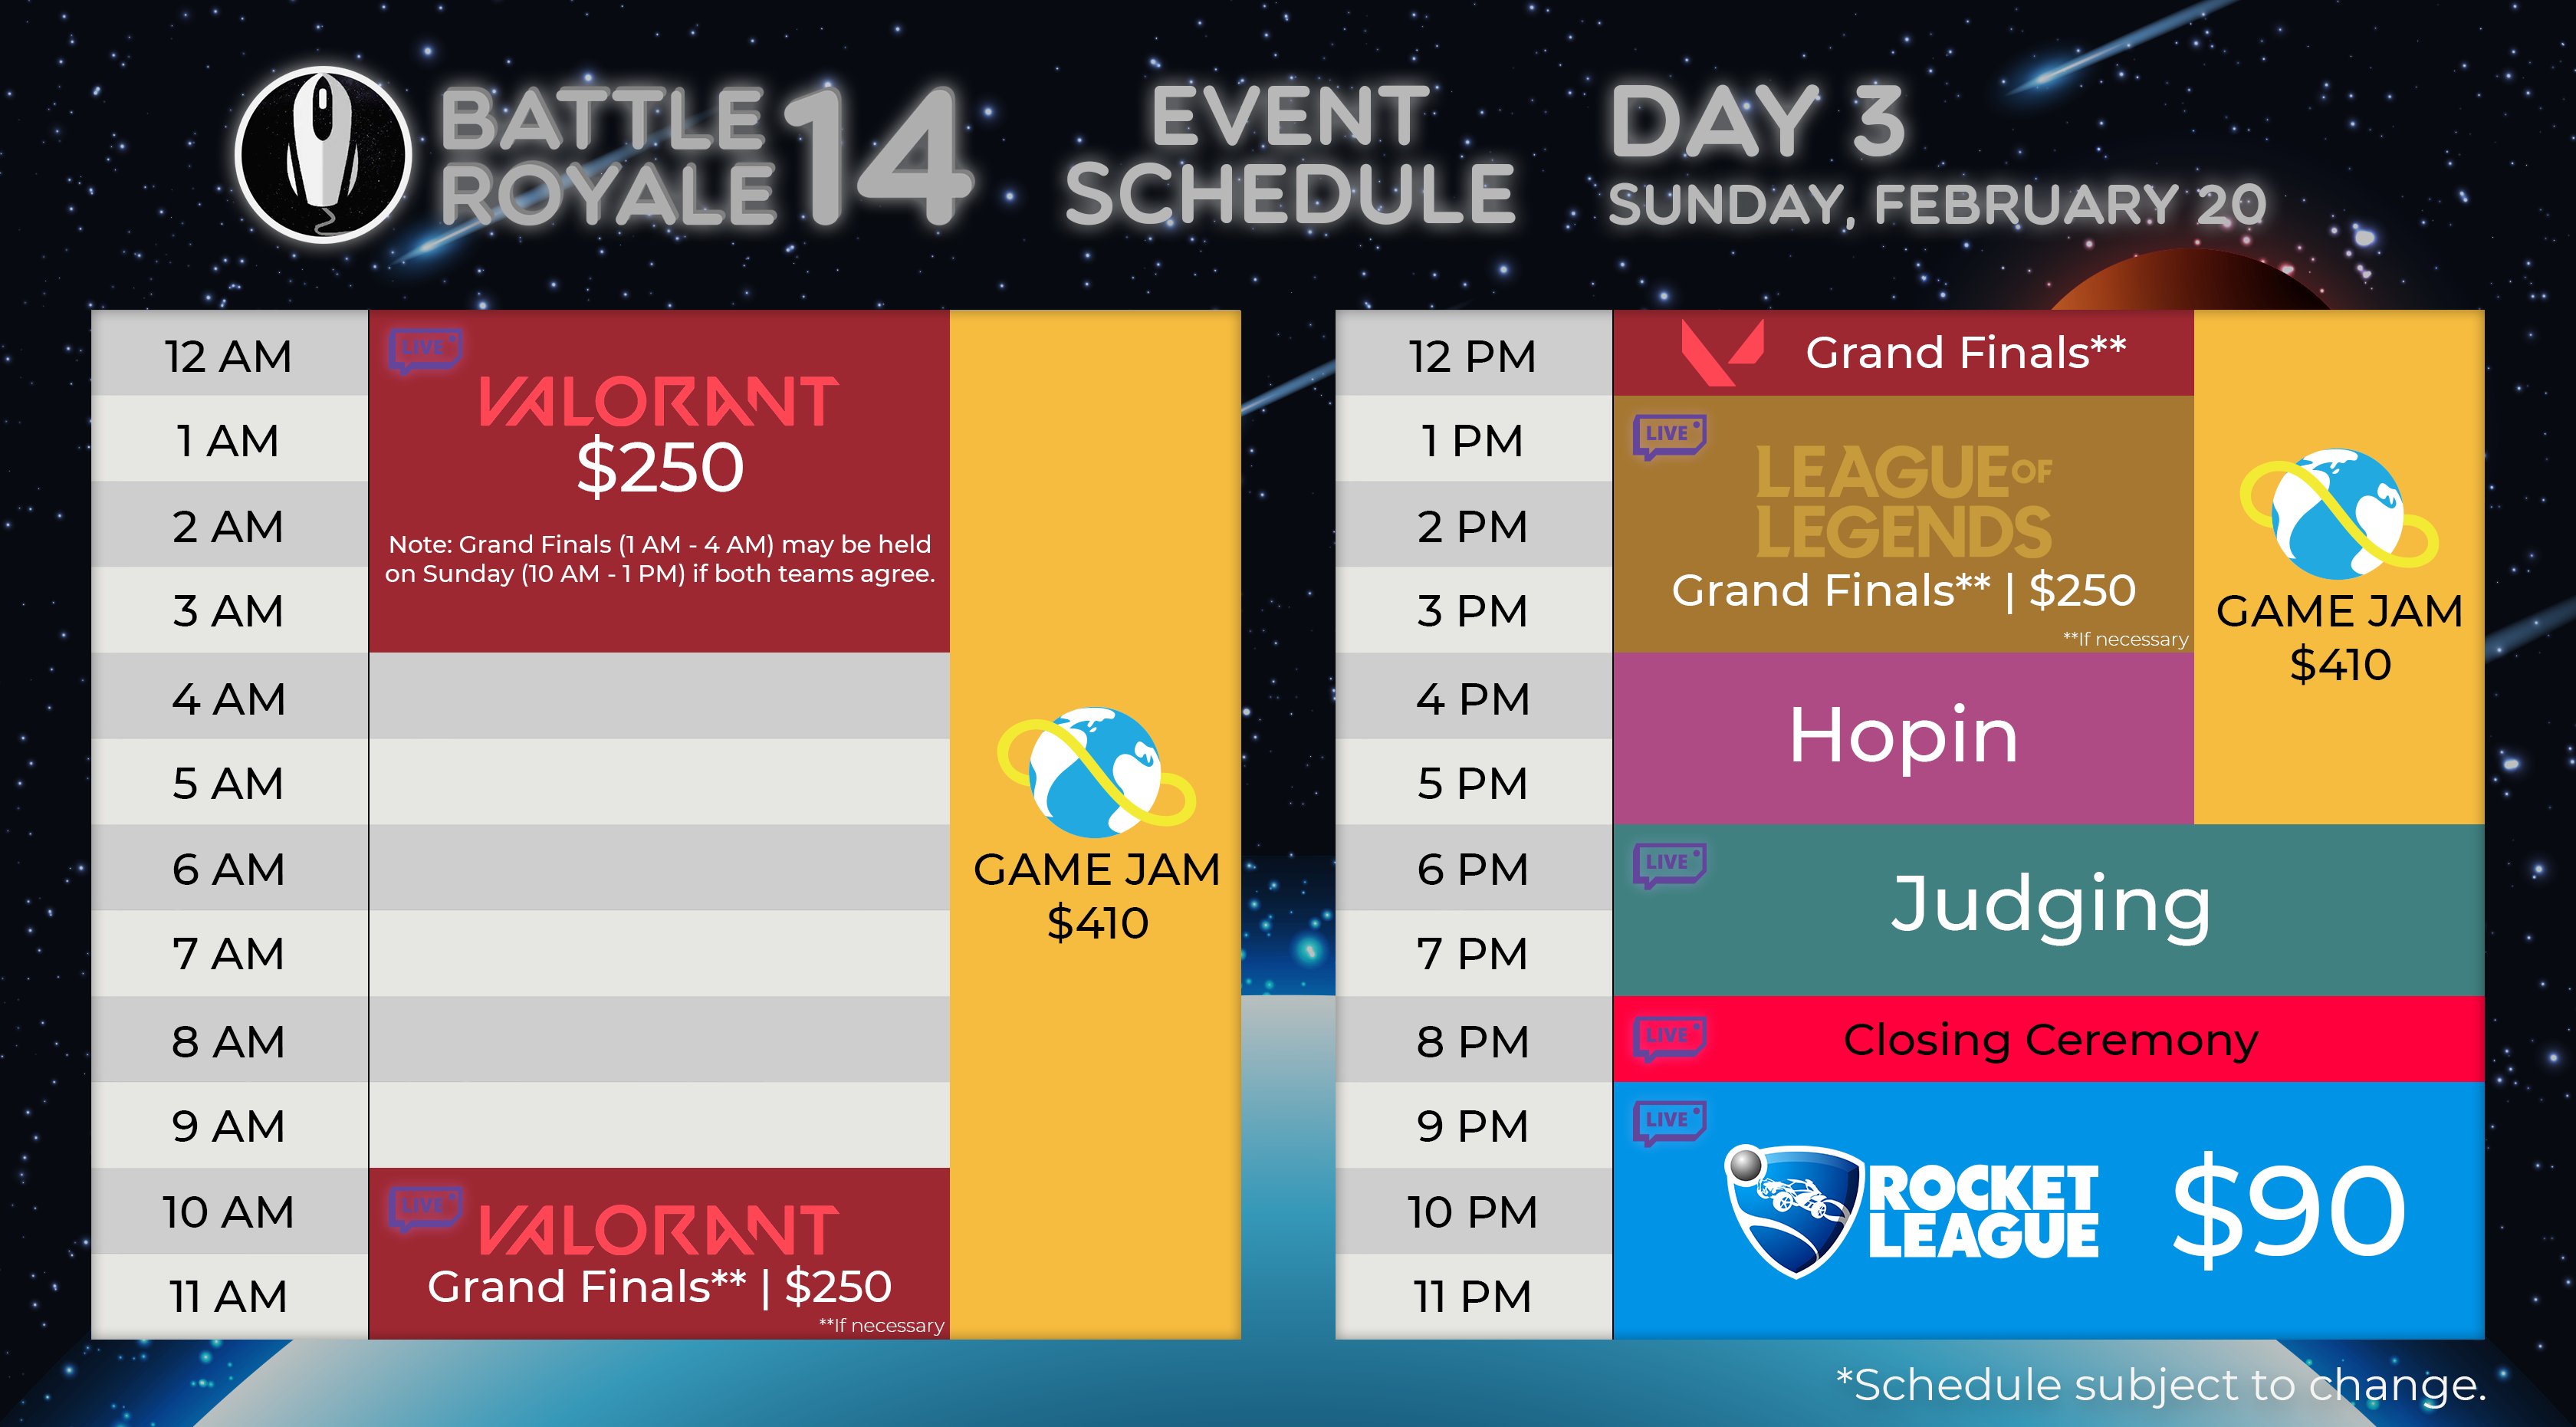 BATTLE
ROYALE 14
EVENT
SCHEDULE
DAY 3
SUNDAY, FEBRUARY 20
12 AM
1 AM
2 AM
3 AM
4 AM
5 AM
6 AM
7 AM
8 AM
9 AM
10 AM
11 AM
LIVE
VALORANT
$250
Note: Grand Finals (1 AM - 4 AM) may be held
on Sunday (10 AM - 1 PM) if both teams agree.
LIVE
VALORANT
Grand Finals** | $250
**If necessary
GAME JAM
$410
12 PM
1 PM
2 PM
3 PM
4 PM
5 PM
6 PM
7 PM
8 PM
9 PM
10 PM
11 PM
Grand Finals**
LIVE
LEAGUE OF
LEGENDS
Grand Finals** | $250
**If necessary
GAME JAM
$410
Hopin
LIVE
Judging
LIVE
Closing Ceremony
LIVE
ROCKET
LEAGUE
$90
*Schedule subject to change.